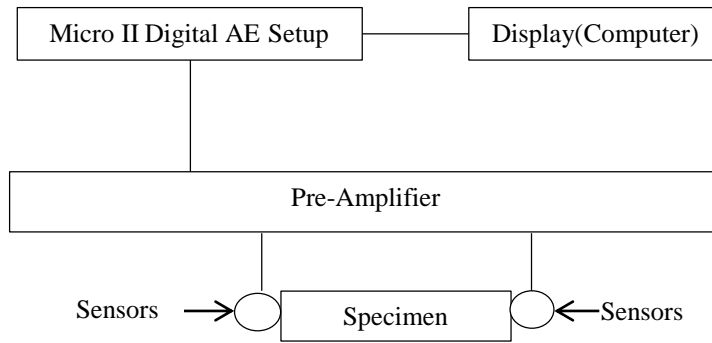 Micro II Digital AE Setup
Display(Computer)
Pre-Amplifier
Sensors
Specimen
Sensors